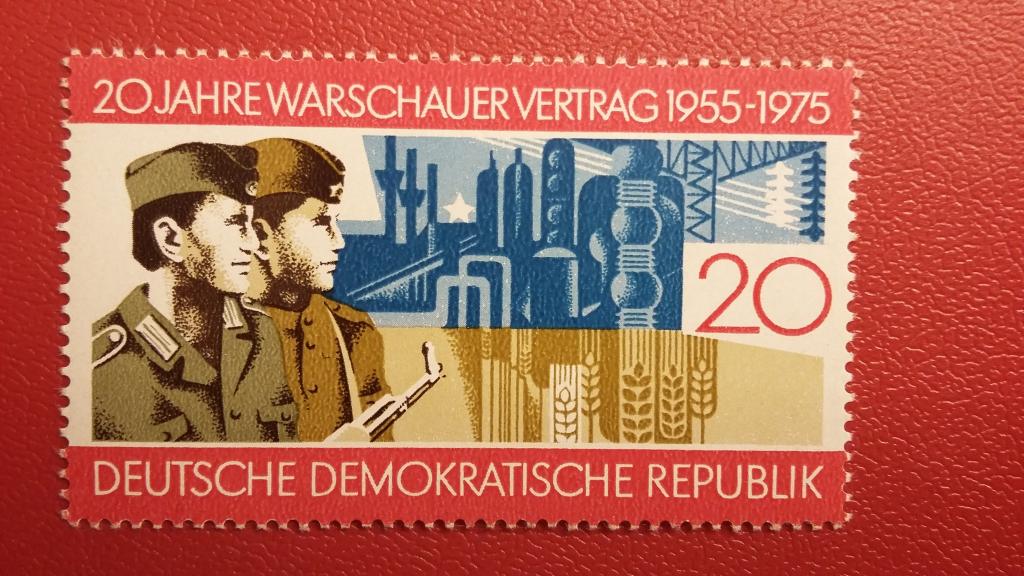 20 JAHRE WARSCHAUER VERTRAG 1955-1975
20
DEUTSCHE DEMOKRATISCHE REPUBLIK